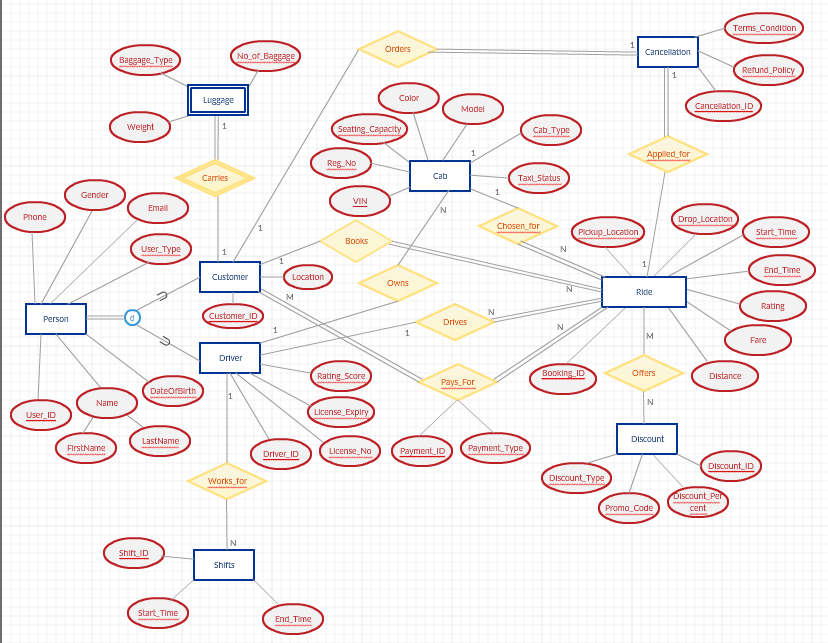 Orders
1
Cancellation
Terms_Condition
Refund_Policy
Cancellation_ID
1
Baggage_Type
No_of_Baggage
Luggage
Weight
1
Color
Model
Seating_Capacity
Cab_Type
1
Reg_No
Cab
Taxi_Status
VIN
1
N
Applied_for
Carries
Gender
Email
Phone
User_Type
1
1
Books
1
Chosen_for
N
Pickup_Location
Drop_Location
Start_Time
1
End_Time
Customer
Location
M
Owns
N
Ride
Rating
Customer_ID
Person
d
1
Drives
N
1
N
Fare
M
Driver
Rating_Score
Pays_For
Booking_ID
Offers
Distance
DateOfBirth
Name
User_ID
1
License_Expiry
N
FirstName
LastName
Driver_ID
License_No
Payment_ID
Payment_Type
Discount
Works_for
Discount_Type
Discount_ID
Promo_Code
Discount_Per
cent
N
Shift_ID
Shifts
Start_Time
End_Time